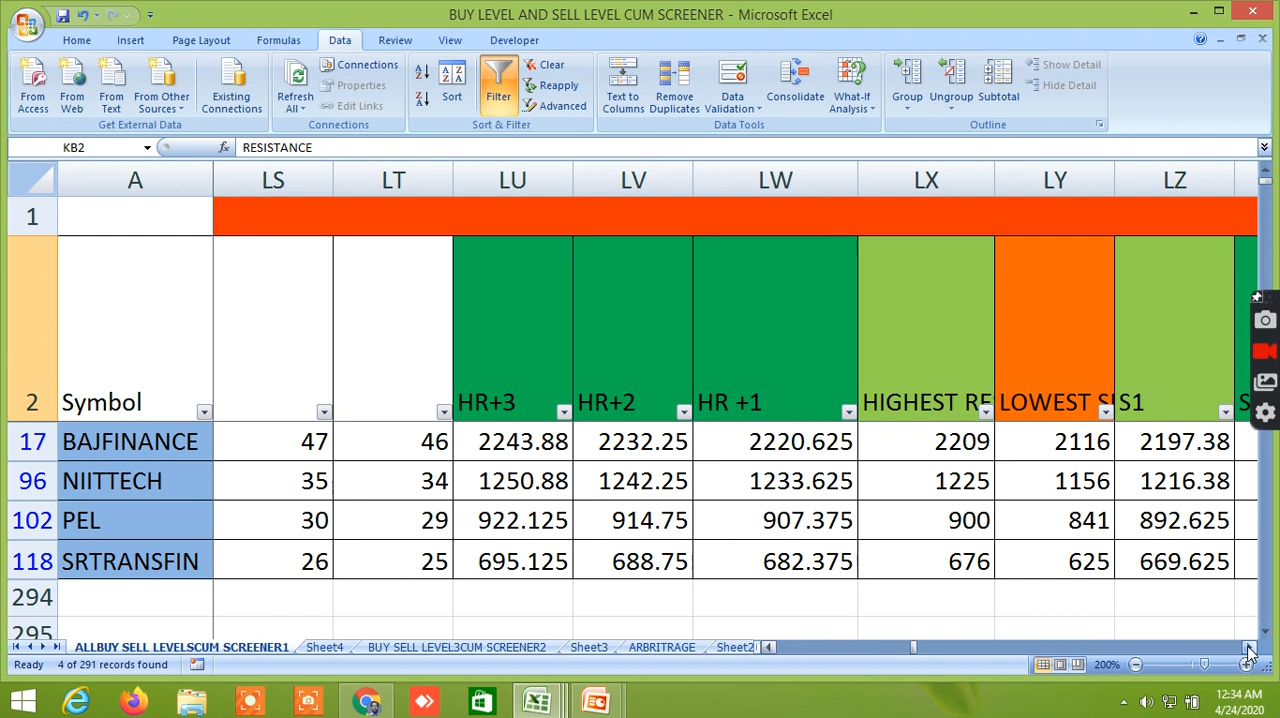 BUY LEVEL AND SELL LEVEL CUM SCREENER - Microsoft Excel
Home Insert Page Layout Formulas Data Review View Developer
From Access
From Web
From Text
From Other Sources
Existing Connections
Get External Data
Refresh All
Connections
Properties
Edit Links
Connections
Sort
Filter
Clear
Reapply
Advanced
Sort & Filter
Text to Columns
Remove Duplicates
Data Validation
Consolidate
What-If Analysis
Data Tools
Group
Ungroup
Subtotal
Show Detail
Hide Detail
Outline
KB2 fx RESISTANCE
A LS LT LU LV LW LX LY LZ
1
2 Symbol HR+3 HR+2 HR +1 HIGHEST RE LOWEST S S1 S
17 BAJFINANCE 47 46 2243.88 2232.25 2220.625 2209 2116 2197.38
96 NIITTECH 35 34 1250.88 1242.25 1233.625 1225 1156 1216.38
102 PEL 30 29 922.125 914.75 907.375 900 841 892.625
118 SRTRANSFIN 26 25 695.125 688.75 682.375 676 625 669.625
294
295
ALLBUY SELL LEVELSCUM SCREENER1 Sheet4 BUY SELL LEVEL3CUM SCREENER2 Sheet3 ARBRITRAGE Sheet2
Ready 4 of 291 records found 200%
12:34 AM
4/24/2020